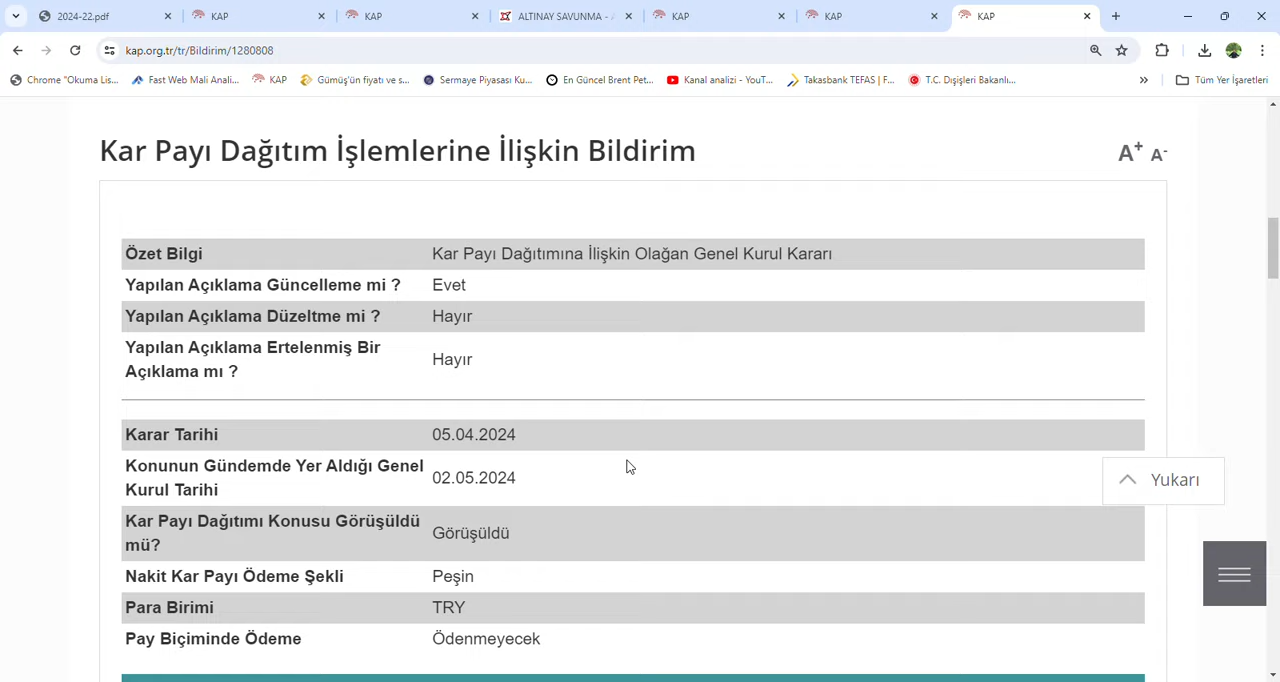 2024-22.pdf
KAP
KAP
ALTINAY SAVUNMA - A
KAP
KAP
KAP
kap.org.tr/tr/Bildirim/1280808
Chrome "Okuma Lis...
Fast Web Mali Anali...
KAP
Gümüş'ün fiyatı ve s...
Sermaye Piyasası Ku...
En Güncel Brent Pet...
Kanal analizi - YouT...
Takasbank TEFAS | F...
T.C. Dışişleri Bakanlı...
»
Tüm Yer İşaretleri
Kar Payı Dağıtım İşlemlerine İlişkin Bildirim
A+ A-
Özet Bilgi Kar Payı Dağıtımına İlişkin Olağan Genel Kurul Kararı
Yapılan Açıklama Güncelleme mi ? Evet
Yapılan Açıklama Düzeltme mi ? Hayır
Yapılan Açıklama Ertelenmiş Bir
Açıklama mı ?
Hayır
Karar Tarihi 05.04.2024
Konunun Gündemde Yer Aldığı Genel
Kurul Tarihi
02.05.2024
Kar Payı Dağıtımı Konusu Görüşüldü
mü?
Görüşüldü
Nakit Kar Payı Ödeme Şekli Peşin
Para Birimi TRY
Pay Biçiminde Ödeme Ödenmeyecek
Yukarı